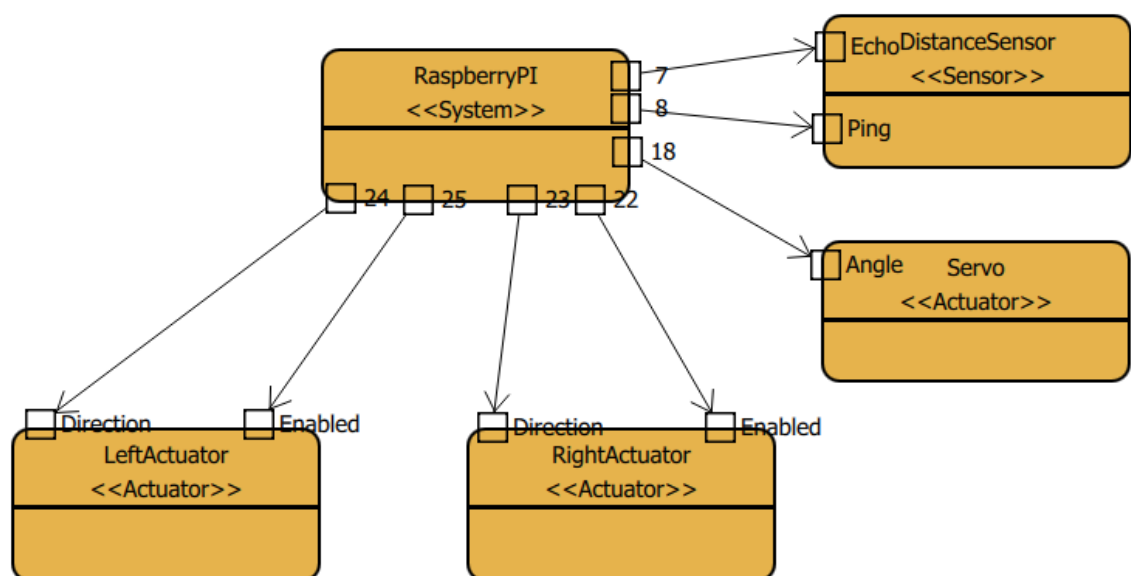 RaspberryPI
<<System>>
7
8
18
24
25
23
22
Echo
DistanceSensor
<<Sensor>>
Ping
Angle
Servo
<<Actuator>>
Direction
Enabled
LeftActuator
<<Actuator>>
Direction
Enabled
RightActuator
<<Actuator>>